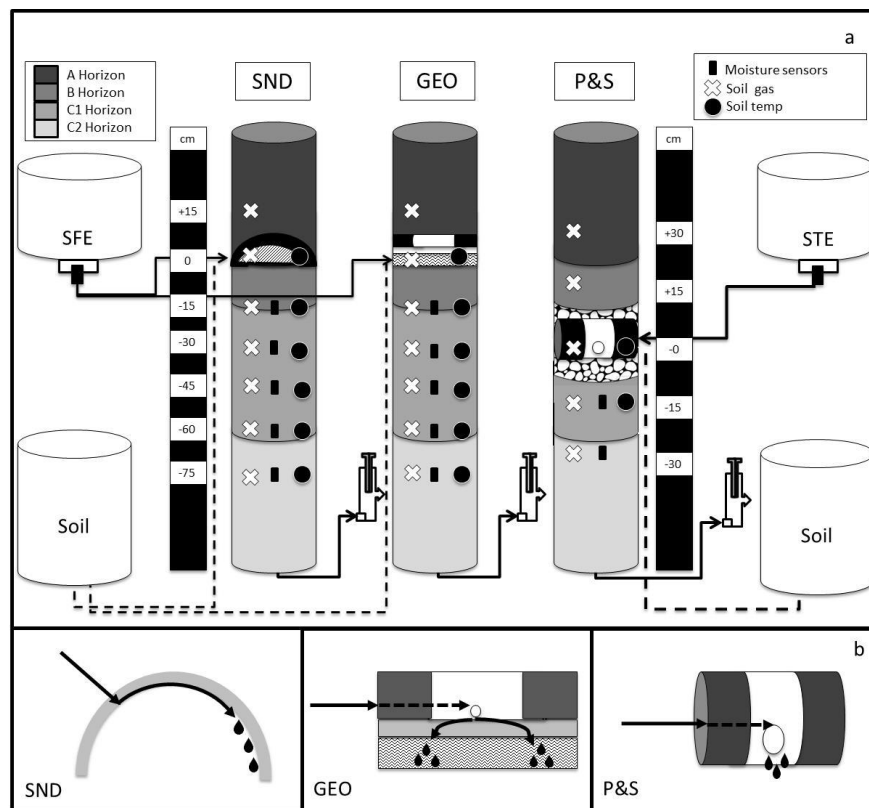 a
A Horizon
B Horizon
C1 Horizon
C2 Horizon
SND
GEO
P&S
Moisture sensors
Soil gas
Soil temp
cm
+15
0
-15
-30
-45
-60
-75
cm
+30
+15
-0
-15
-30
SFE
STE
Soil
Soil
b
SND
GEO
P&S